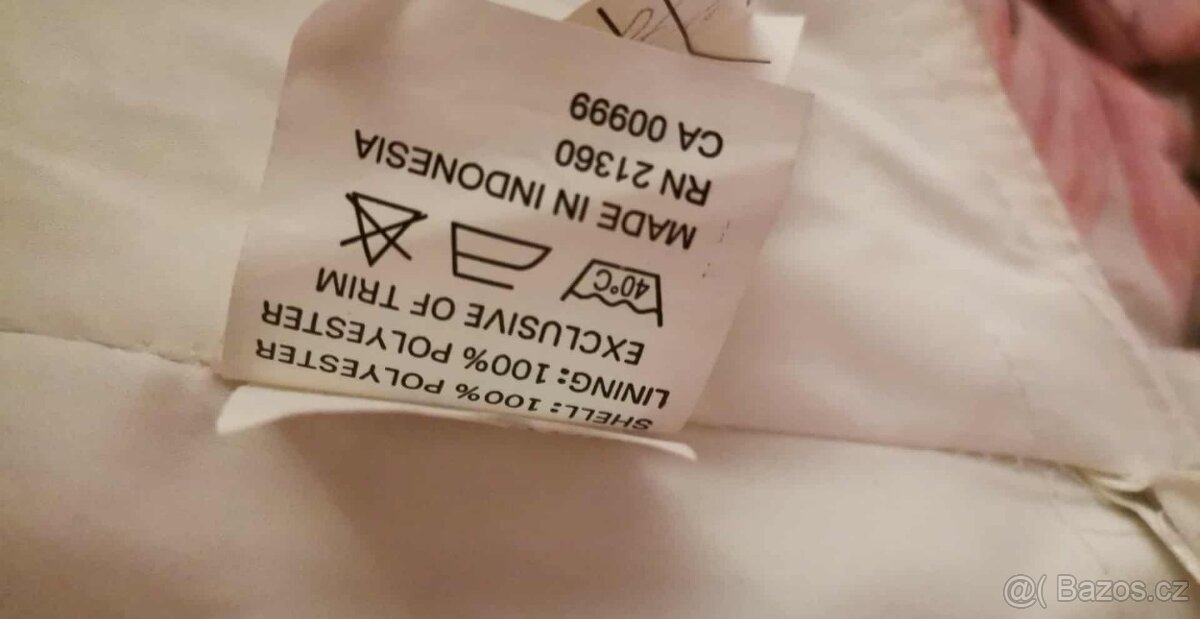 SHELL: 100% POLYESTER
LINING: 100% POLYESTER
EXCLUSIVE OF TRIM
40°C
MADE IN INDONESIA
RN 21360
CA 00999
@( Bazos.cz